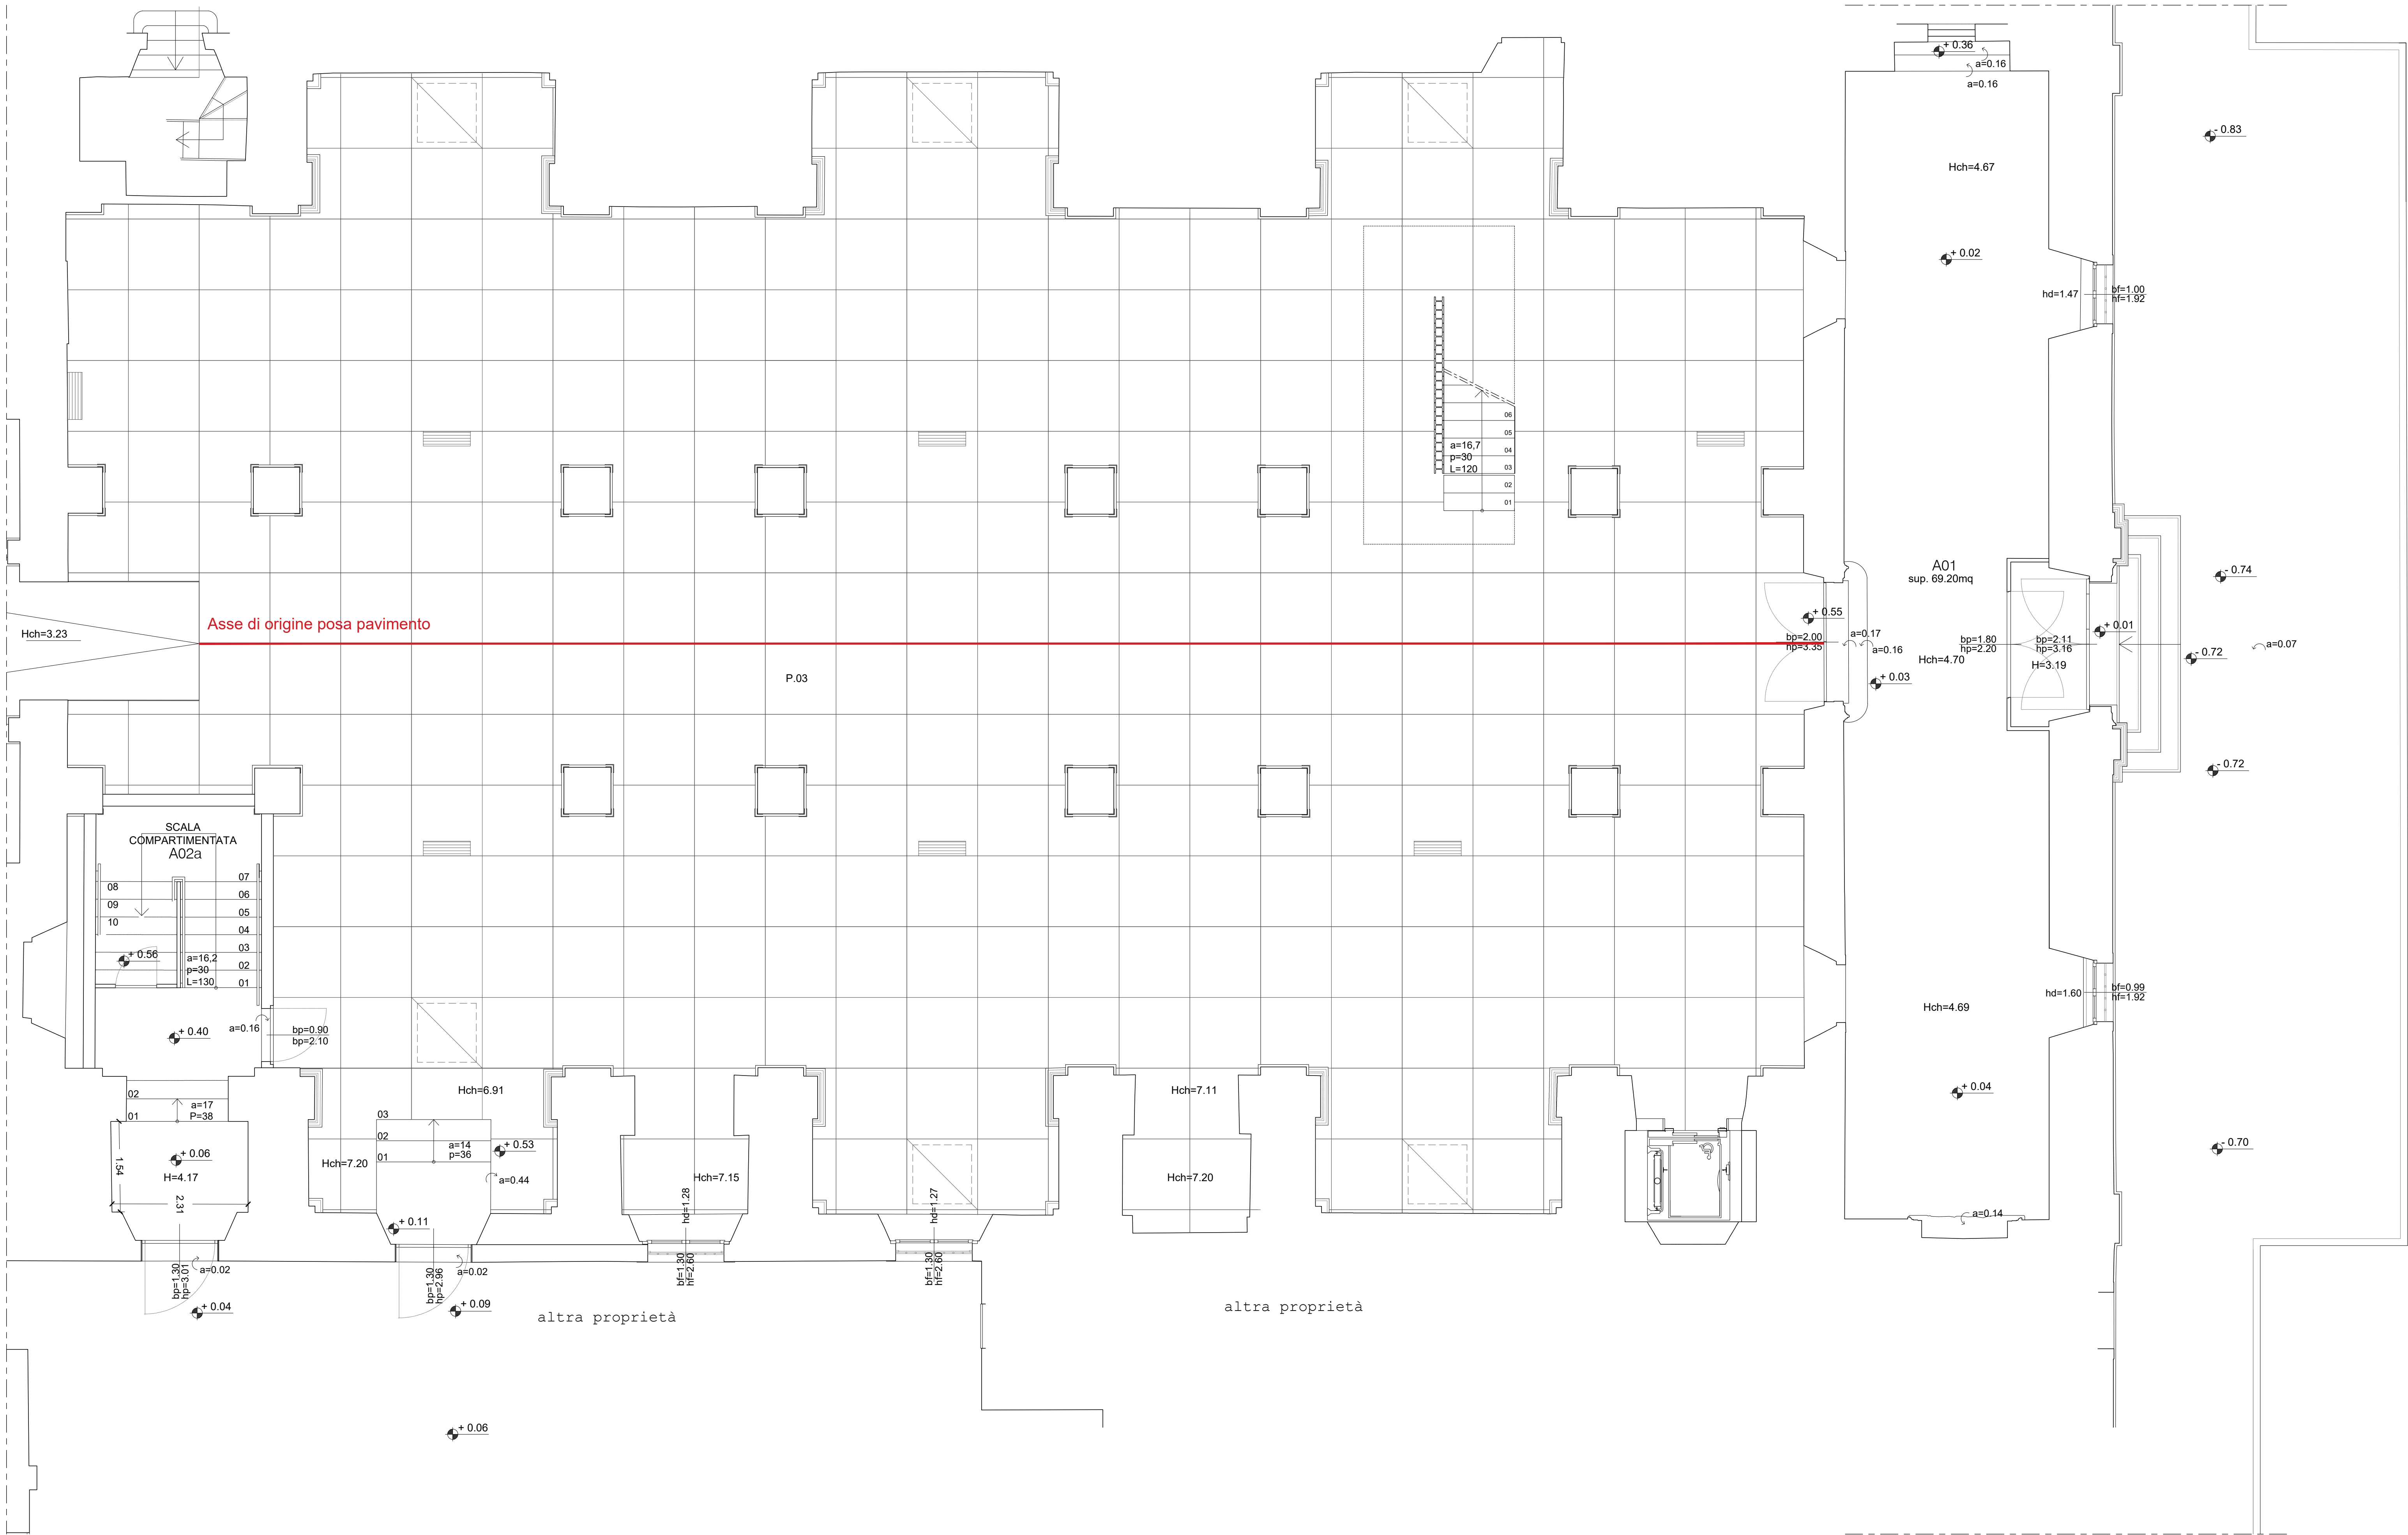 + 0.36
a=0.16
a=0.16
- 0.83
Hch=4.67
+ 0.02
hd=1.47
bf=1.00
hf=1.92
06
05
a=16,7
04
p=30
03
L=120
02
01
A01
sup. 69.20mq
- 0.74
Asse di origine posa pavimento
Hch=3.23
+ 0.55
bp=2.00
hp=3.35
a=0.17
a=0.16
bp=1.80
hp=2.20
bp=2.11
hp=3.16
+ 0.01
a=0.07
- 0.72
Hch=4.70
H=3.19
P.03
+ 0.03
- 0.72
SCALA
COMPARTIMENTATA
A02a
07
08
06
09
05
10
04
03
+ 0.56
a=16,2
02
p=30
L=130
01
hd=1.60
bf=0.99
hf=1.92
Hch=4.69
+ 0.40
a=0.16
bp=0.90
bp=2.10
Hch=6.91
Hch=7.11
+ 0.04
02
a=17
01
P=38
03
02
a=14
p=36
01
+ 0.53
- 0.70
1.54
+ 0.06
H=4.17
2.31
Hch=7.20
a=0.44
Hch=7.15
Hch=7.20
hd=1.28
hd=1.27
+ 0.11
a=0.14
a=0.02
bp=1.30
hp=3.01
a=0.02
bp=1.30
hp=2.96
bf=1.30
hf=2.60
bf=1.30
hf=2.60
+ 0.04
+ 0.09
altra proprietà
altra proprietà
+ 0.06